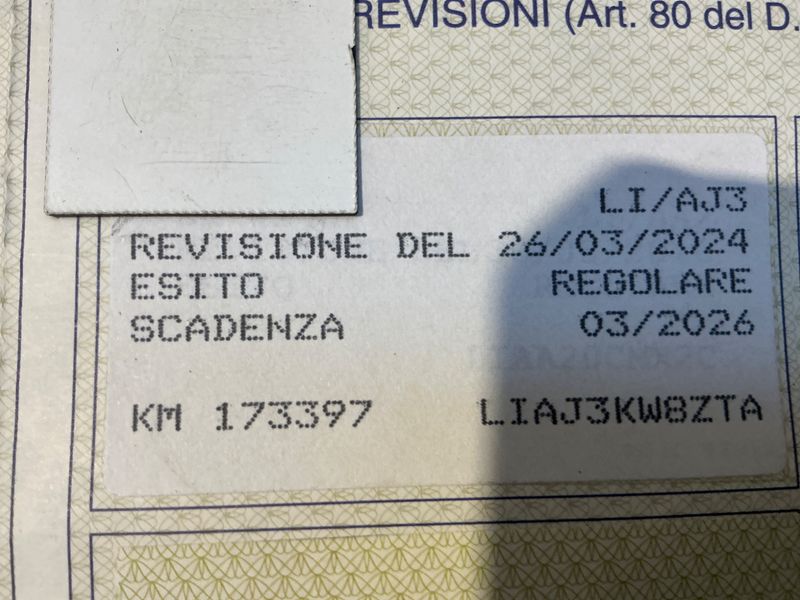 REVISIONI (Art. 80 del D.
LI/AJ3
REVISIONE DEL 26/03/2024
ESITO REGOLARE
SCADENZA 03/2026
KM 173397 LIAJ3KW8ZTA